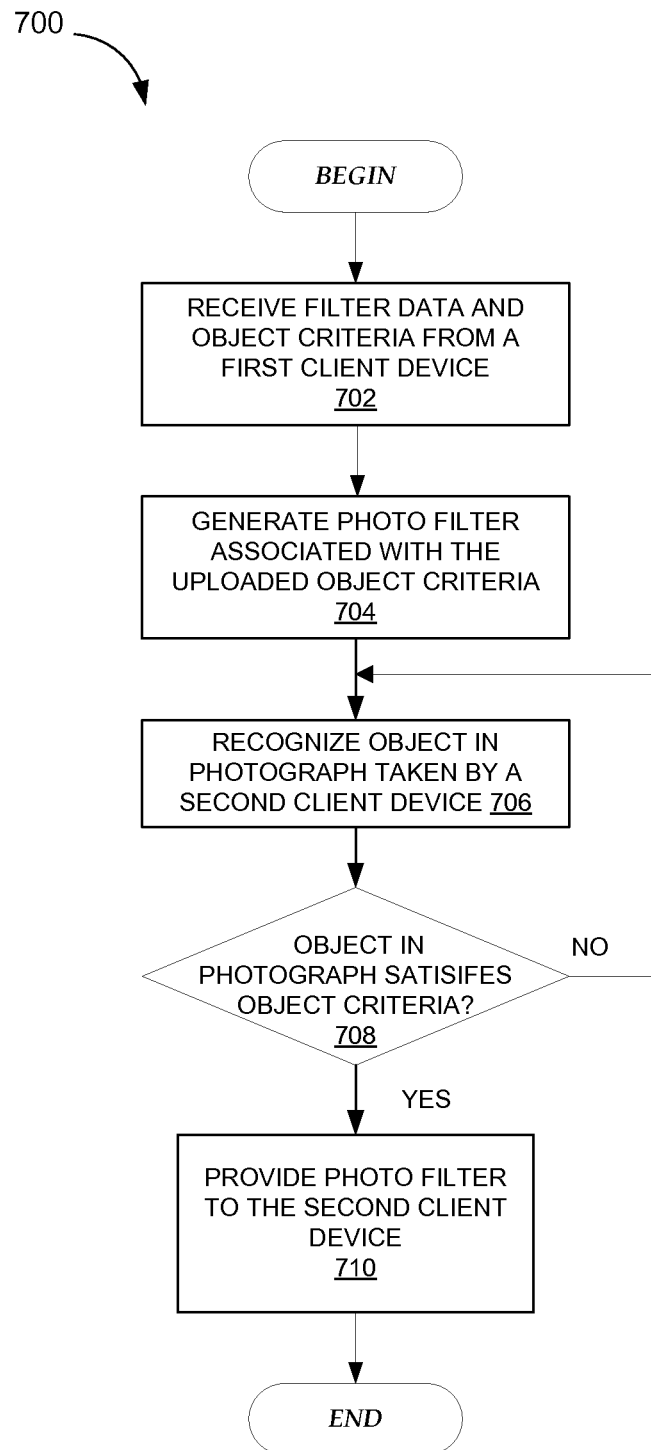 700
BEGIN
RECEIVE FILTER DATA AND
OBJECT CRITERIA FROM A
FIRST CLIENT DEVICE
702
GENERATE PHOTO FILTER
ASSOCIATED WITH THE
UPLOADED OBJECT CRITERIA
704
RECOGNIZE OBJECT IN
PHOTOGRAPH TAKEN BY A
SECOND CLIENT DEVICE 706
OBJECT IN
PHOTOGRAPH SATISIFES
OBJECT CRITERIA?
708
NO
YES
PROVIDE PHOTO FILTER
TO THE SECOND CLIENT
DEVICE
710
END